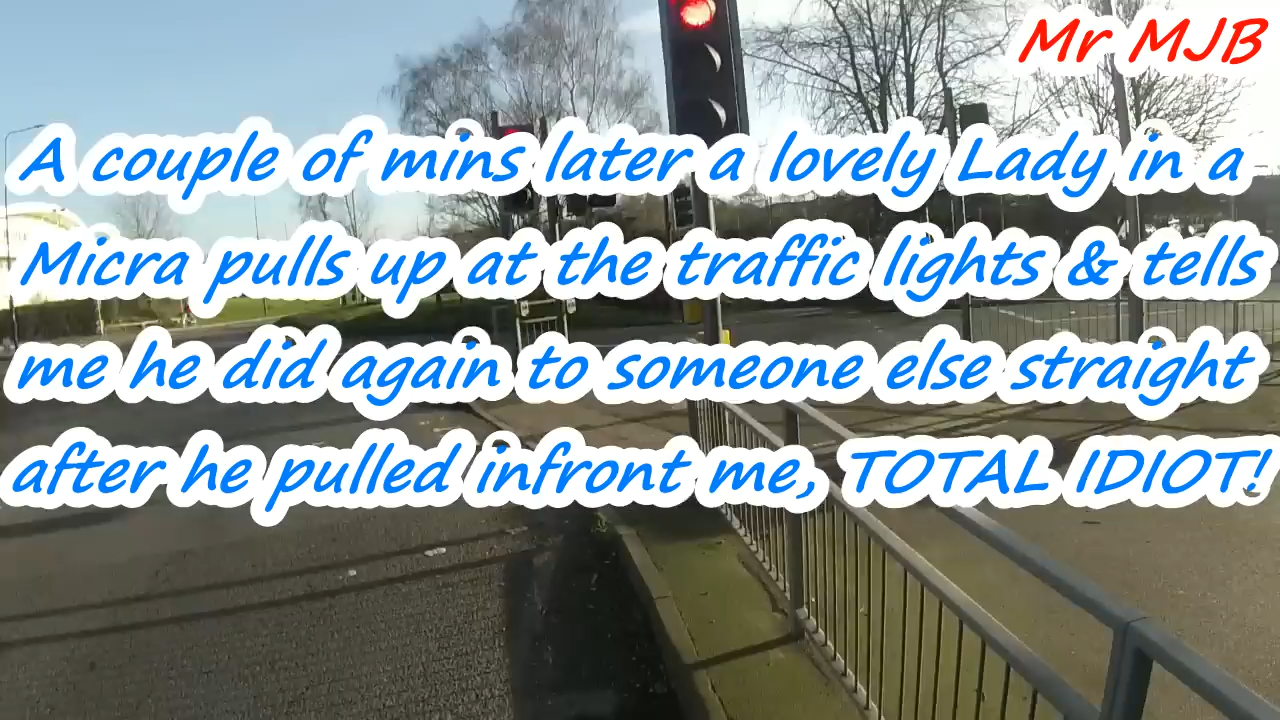 Mr MJB
A couple of mins later a lovely Lady in a
Micra pulls up at the traffic lights & tells
me he did again to someone else straight
after he pulled infront me, TOTAL IDIOT!